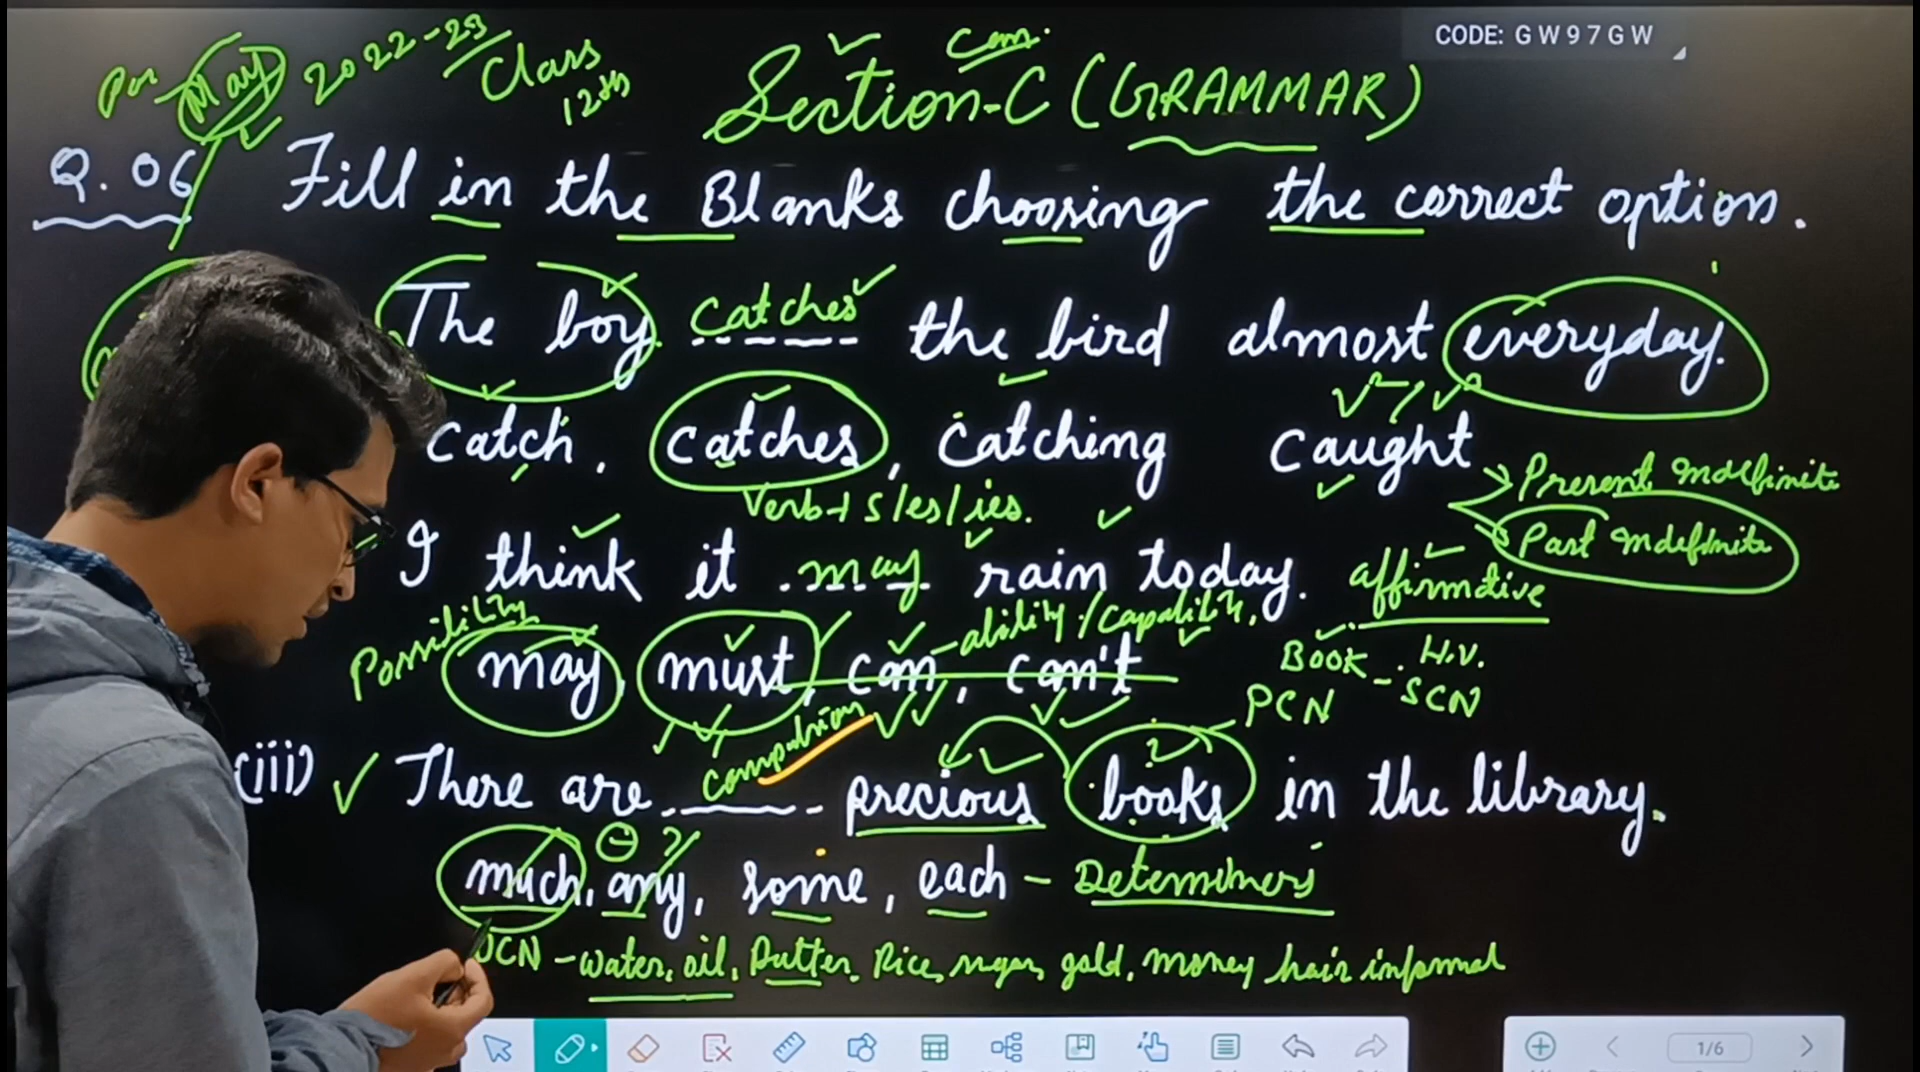 CODE: GW97GW
May 2022-23 Class 12th
Section-C (GRAMMAR)
Q. 06 Fill in the Blanks choosing the correct option.
The boy catches the bird almost everyday.
catch, catches, catching caught
Verb + s/es/ies.
Present Indefinite
Past Indefinite
I think it may rain today. affirmative
Possibility
ability/capability,
may, must, can, can't
Book - H.V.
SCN
PCN
compulsion
(iii) There are ------ precious books in the library.
much, any, some, each - Determiners
UCN - water, oil, Butter, Rice, sugar, gold, money hair
1/6